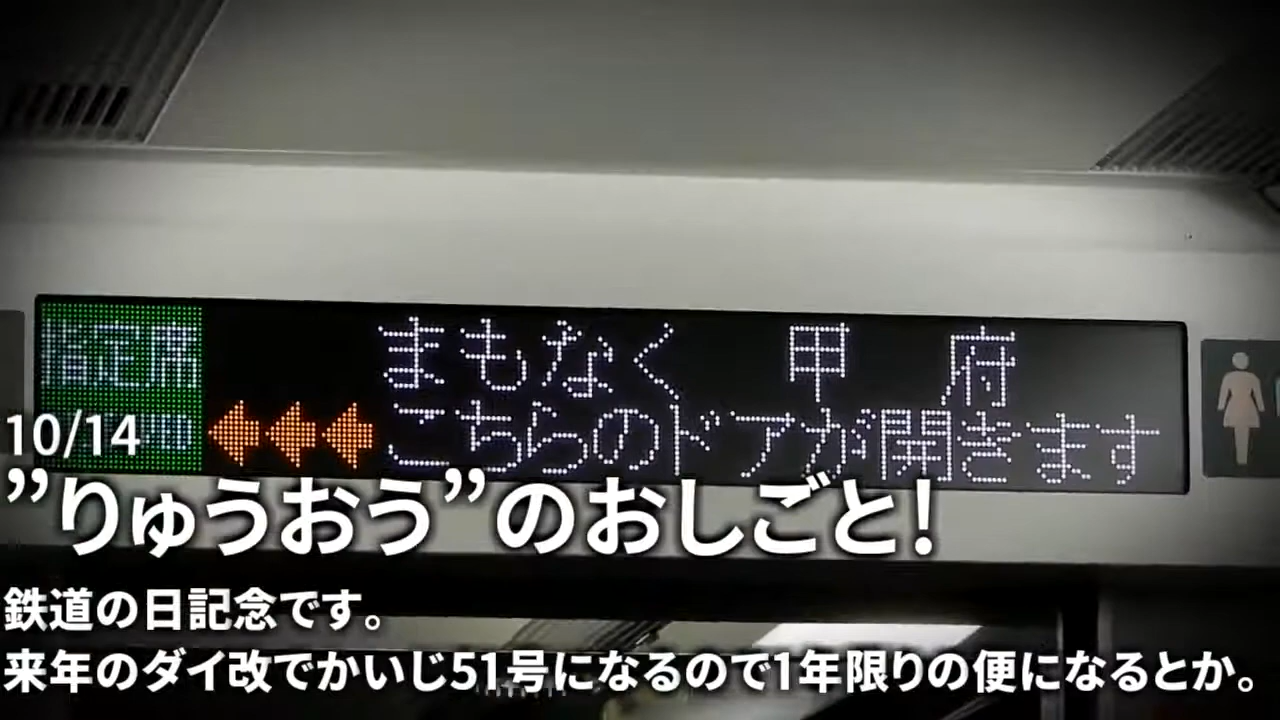 指定席
まもなく 甲府
こちらのドアが開きます
10/14
”りゅうおう”のおしごと!
鉄道の日記念です。
来年のダイ改でかいじ51号になるので1年限りの便になるとか。